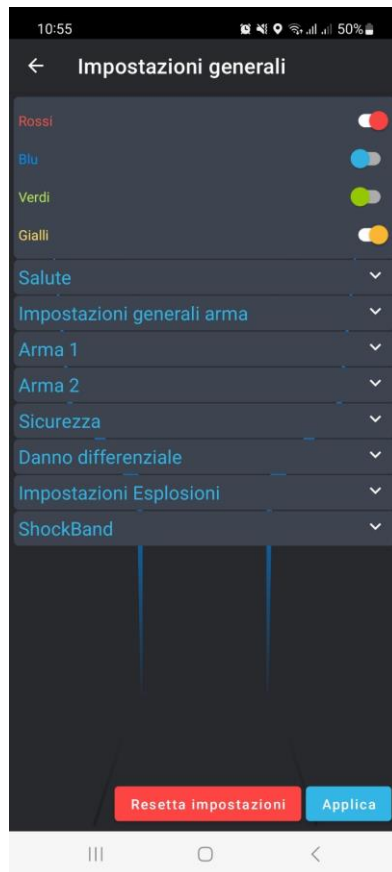 10:55
50%
Impostazioni generali
Rossi
Blu
Verdi
Gialli
Salute
Impostazioni generali arma
Arma 1
Arma 2
Sicurezza
Danno differenziale
Impostazioni Esplosioni
ShockBand
Resetta impostazioni
Applica